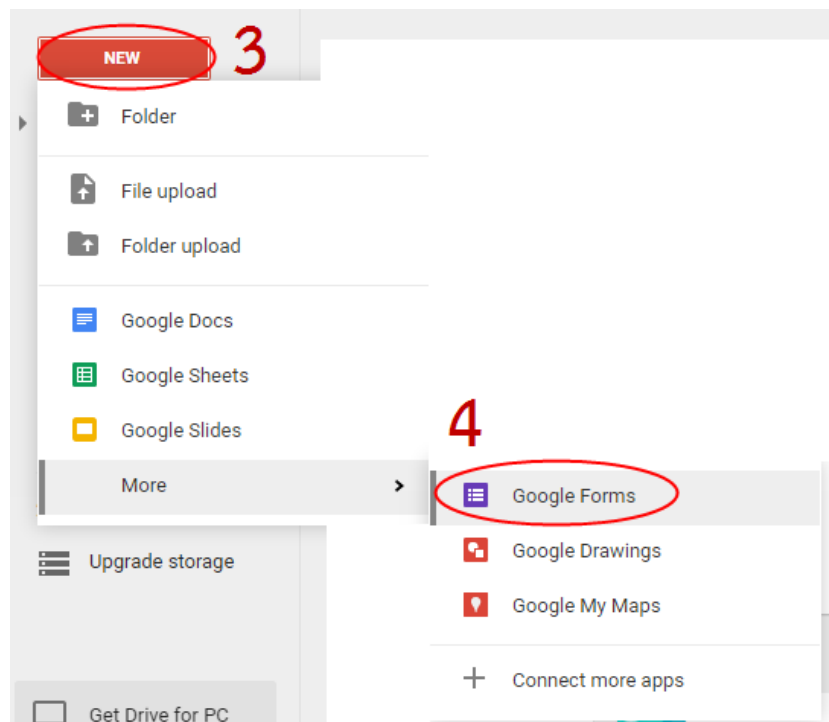 NEW
3
Folder
File upload
Folder upload
Google Docs
Google Sheets
Google Slides
More
4
Google Forms
Google Drawings
Google My Maps
Connect more apps
Upgrade storage
Get Drive for PC